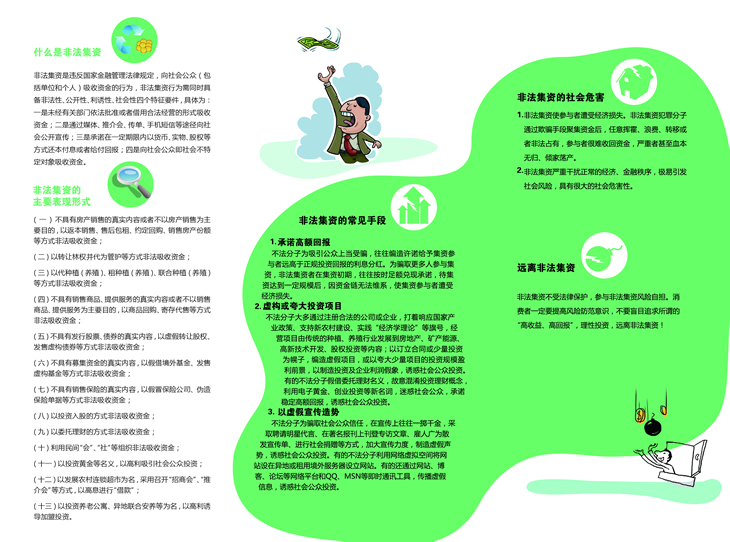 什么是非法集资
非法集资是违反国家金融管理法律规定，向社会公众（包
括单位和个人）吸收资金的行为，非法集资行为需同时具
备非法性、公开性、利诱性、社会性四个特征要件，具体为：
一是未经有关部门依法批准或者借用合法经营的形式吸收
资金；二是通过媒体、推介会、传单、手机短信等途径向社
会公开宣传；三是承诺在一定期限内以货币、实物、股权等
方式还本付息或者给付回报；四是向社会公众即社会不特
定对象吸收资金。
非法集资的
主要表现形式
（一）不具有房产销售的真实内容或者不以房产销售为主
要目的，以返本销售、售后包租、约定回购、销售房产份额
等方式非法吸收资金；
（二）以转让林权并代为管护等方式非法吸收资金；
（三）以代种植（养殖）、租种植（养殖）、联合种植（养殖）
等方式非法吸收资金；
（四）不具有销售商品、提供服务的真实内容或者不以销售
商品、提供服务为主要目的，以商品回购、寄存代售等方式
非法吸收资金；
（五）不具有发行股票、债券的真实内容，以虚假转让股权、
发售虚构债券等方式非法吸收资金；
（六）不具有募集资金的真实内容，以假借境外基金、发售
虚构基金等方式非法吸收资金；
（七）不具有销售保险的真实内容，以假冒保险公司、伪造
保险单据等方式非法吸收资金；
（八）以投资入股的方式非法吸收资金；
（九）以委托理财的方式非法吸收资金；
（十）利用民间“会”、“社”等组织非法吸收资金；
（十一）以投资黄金等名义，以高利吸引社会公众投资；
（十二）以发展农村连锁超市为名，采用召开“招商会”、“推
介会”等方式，以高息进行“借款”；
（十三）以投资养老公寓、异地联合安养等为名，以高利诱
导加盟投资。
非法集资的常见手段
1.承诺高额回报
不法分子为吸引公众上当受骗，往往编造许诺给予集资参
与者远高于正规投资回报的利息分红。为骗取更多人参与集
资，非法集资者在集资初期，往往按时足额兑现承诺，待集
资达到一定规模后，因资金链无法维系，使集资参与者遭受
经济损失。
2.虚构或夸大投资项目
不法分子大多通过注册合法的公司或企业，打着响应国家产
业政策、支持新农村建设、实践“经济学理论”等旗号，经
营项目由传统的种植、养殖行业发展到房地产、矿产能源、
高新技术开发、股权投资等内容；以订立合同或少量投资
为幌子，编造虚假项目，或以夸大少量项目的投资规模盈
利前景，以制造投资及企业利润假象，诱惑社会公众投资。
有的不法分子假借委托理财名义，故意混淆投资理财概念，
利用电子黄金、创业投资等新名词，迷惑社会公众，承诺
稳定高额回报，诱惑社会公众投资。
3. 以虚假宣传造势
不法分子为骗取社会公众信任，在宣传上往往一掷千金，采
取聘请明星代言、在著名报刊上刊登专访文章、雇人广为散
发宣传单、进行社会捐赠等方式，加大宣传力度，制造虚假声
势，诱惑社会公众投资。有的不法分子利用网络虚拟空间将网
站设在异地或租用境外服务器设立网站。有的还通过网站、博
客、论坛等网络平台和QQ、MSN等即时通讯工具，传播虚假
信息，诱惑社会公众投资。
非法集资的社会危害
1.非法集资使参与者遭受经济损失。非法集资犯罪分子
通过欺骗手段聚集资金后，任意挥霍、浪费、转移或
者非法占有，参与者很难收回资金，严重者甚至血本
无归、倾家荡产。
2.非法集资严重干扰正常的经济、金融秩序，极易引发
社会风险，具有很大的社会危害性。
远离非法集资
非法集资不受法律保护，参与非法集资风险自担。消
费者一定要提高风险防范意识，不要盲目追求所谓的
“高收益、高回报”，理性投资，远离非法集资！